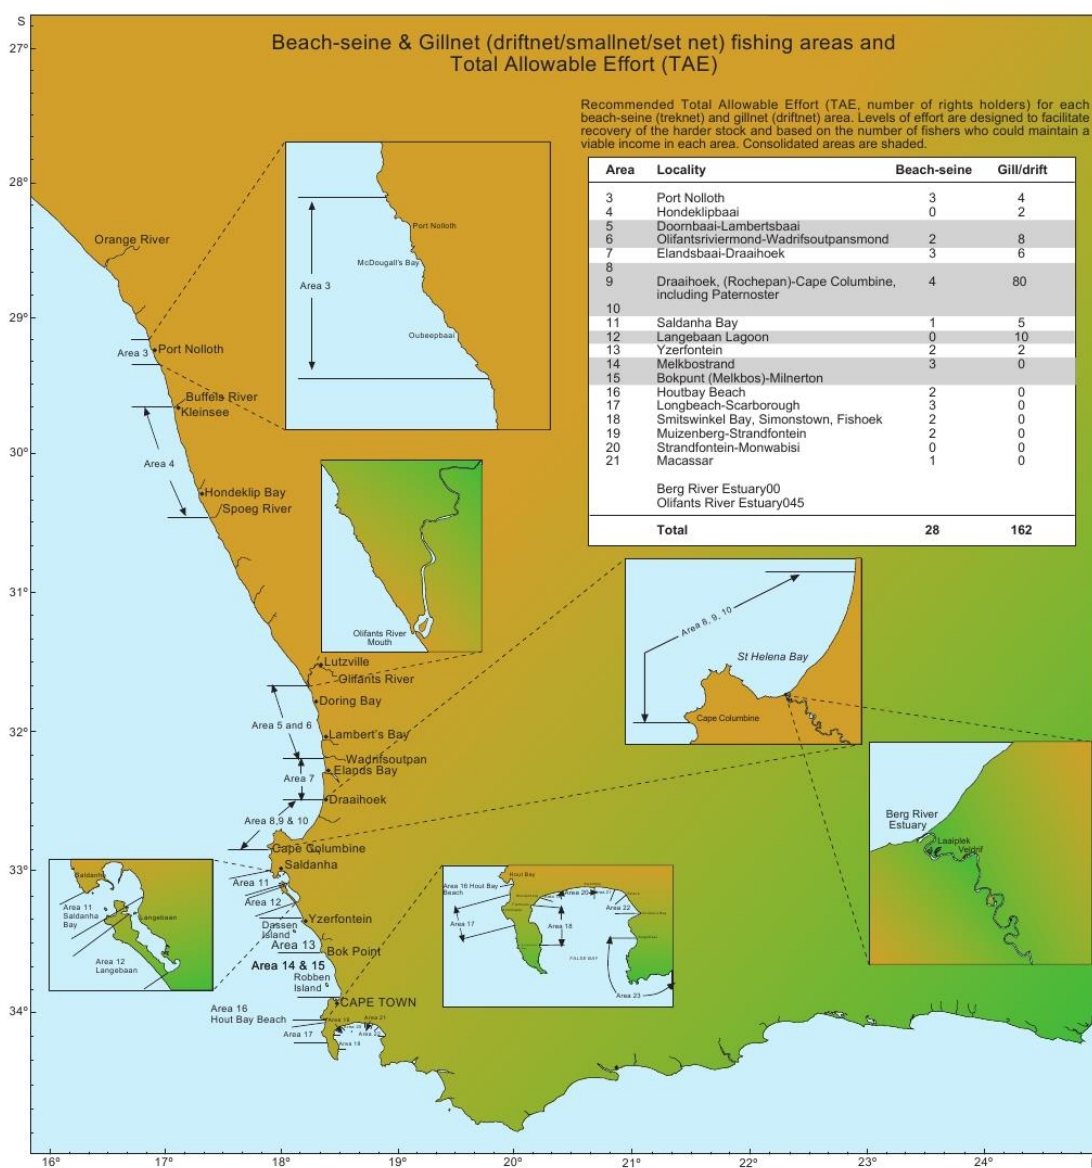 Beach-seine & Gillnet (driftnet/smallnet/set net) fishing areas and
Total Allowable Effort (TAE)
Recommended Total Allowable Effort (TAE, number of rights holders) for each
beach-seine (treknet) and gillnet (driftnet) area. Levels of effort are designed to facilitate
recovery of the harder stock and based on the number of fishers who could maintain a
viable income in each area. Consolidated areas are shaded.
Area Locality Beach-seine Gill/drift
3 Port Nolloth 3 4
4 Hondeklipbaai 0 2
5 Doornbaai-Lambertsbaai
6 Olifantsriviermond-Wadrifsoutpansmond 2 8
7 Elandsbaai-Draaihoek 3 6
8
9 Draaihoek, (Rochepan)-Cape Columbine, 4 80
including Paternoster
10
11 Saldanha Bay 1 5
12 Langebaan Lagoon 0 10
13 Yzerfontein 2 2
14 Melkbostrand 3 0
15 Bokpunt (Melkbos)-Milnerton
16 Houtbay Beach 2 0
17 Longbeach-Scarborough 3 0
18 Smitswinkel Bay, Simonstown, Fishoek 2 0
19 Muizenberg-Strandfontein 2 0
20 Strandfontein-Monwabisi 0 0
21 Macassar 1 0
Berg River Estuary00
Olifants River Estuary045
Total 28 162
S
27°
28°
29°
30°
31°
32°
33°
34°
16°
17°
18°
19°
20°
21°
22°
23°
24°
Orange River
Area 3
Port Nolloth
Buffels River
Kleinsee
Area 4
Hondeklip Bay
Spoeg River
Lutzville
Olifants River
Doring Bay
Area 5 and 6
Lambert's Bay
Wadrifsoutpan
Elands Bay
Area 7
Draaihoek
Area 8,9 & 10
Cape Columbine
Saldanha
Area 11
Area 12
Yzerfontein
Dassen
Island
Area 13
Bok Point
Area 14 & 15
Robben
Island
CAPE TOWN
Area 16
Hout Bay Beach
Area 17
Area 19
Area 21
Port Nolloth
McDougall's Bay
Area 3
Oubeepbaai
Olifants River
Mouth
Area 8, 9, 10
St Helena Bay
Cape Columbine
Berg River
Estuary
Laaiplek
Veldrif
Saldanha
Area 11
Saldanha
Bay
Langebaan
Area 12
Langebaan
Hout Bay
Area 16 Hout Bay
Beach
Area 17
Area 20
Area 22
Area 18
FALSE BAY
Area 23